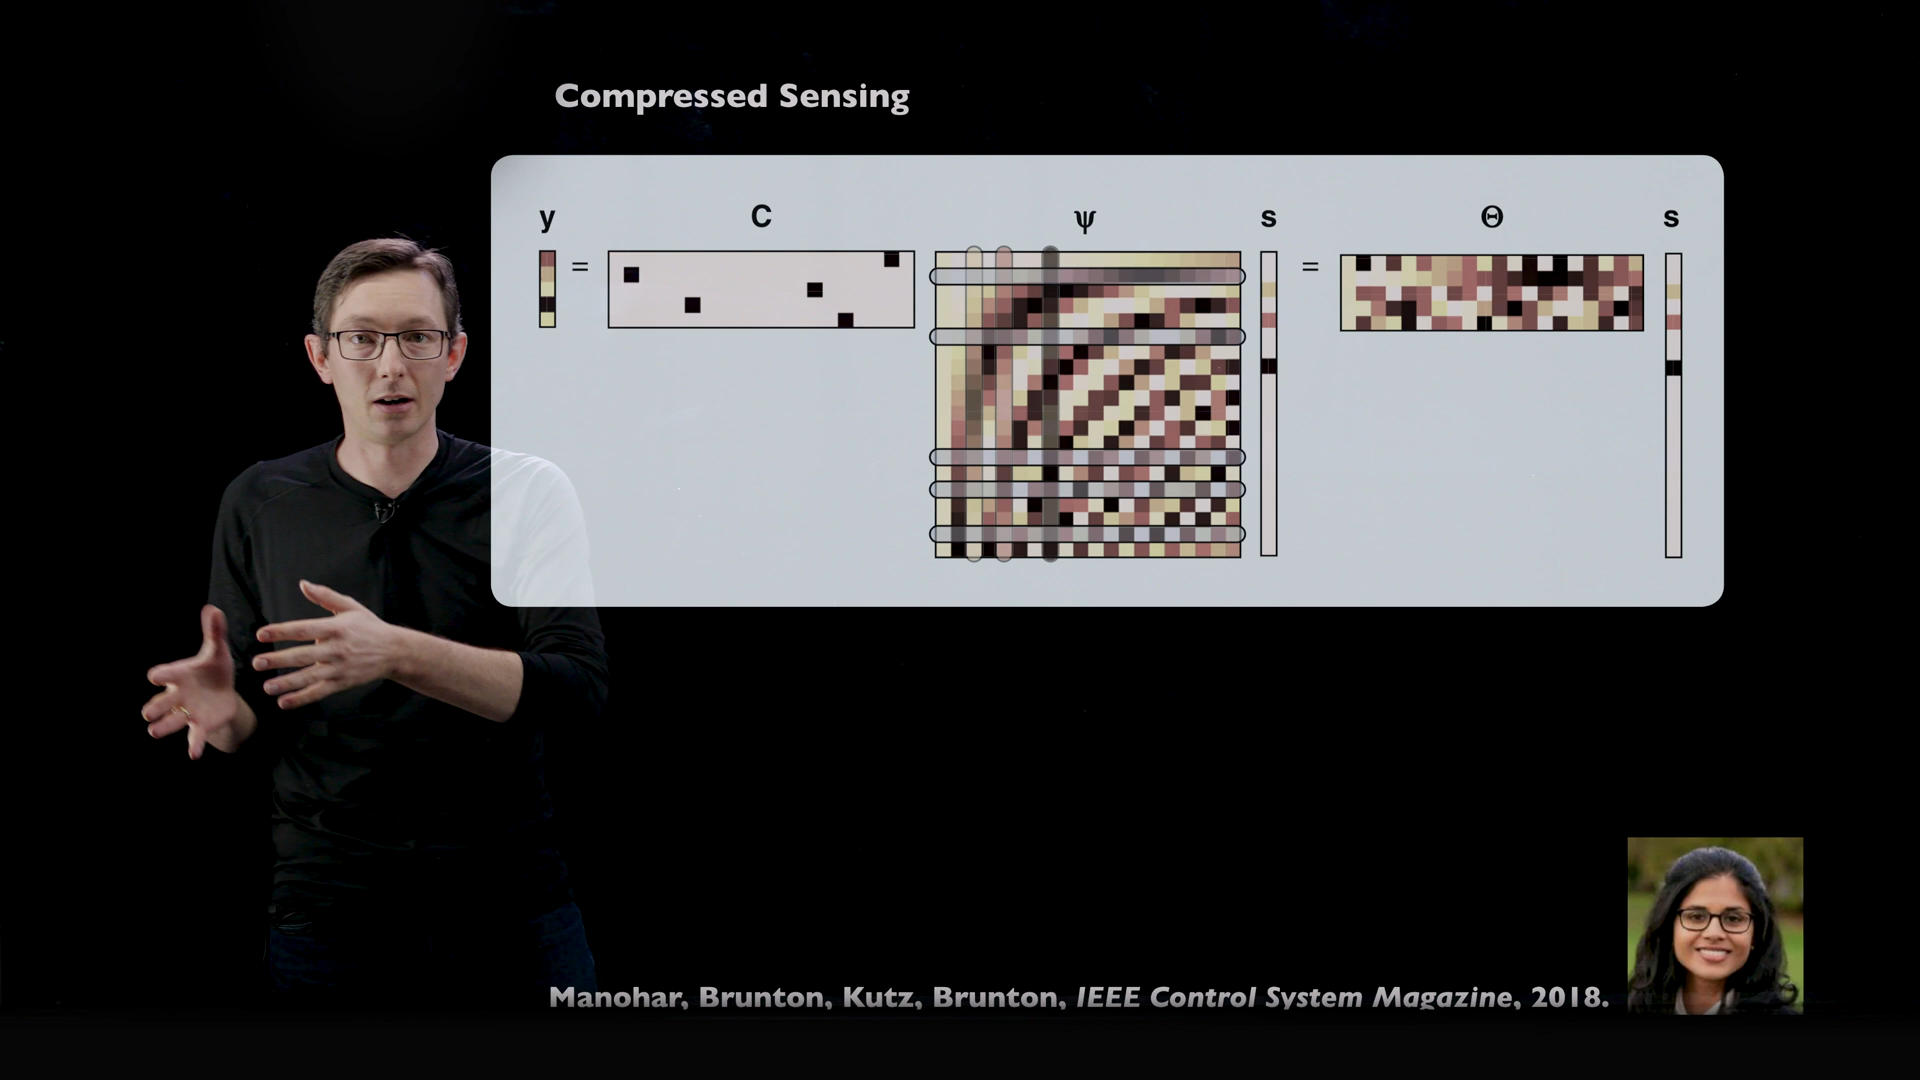 Compressed Sensing
y C ψ s Θ s
= =
Manohar, Brunton, Kutz, Brunton, IEEE Control System Magazine, 2018.